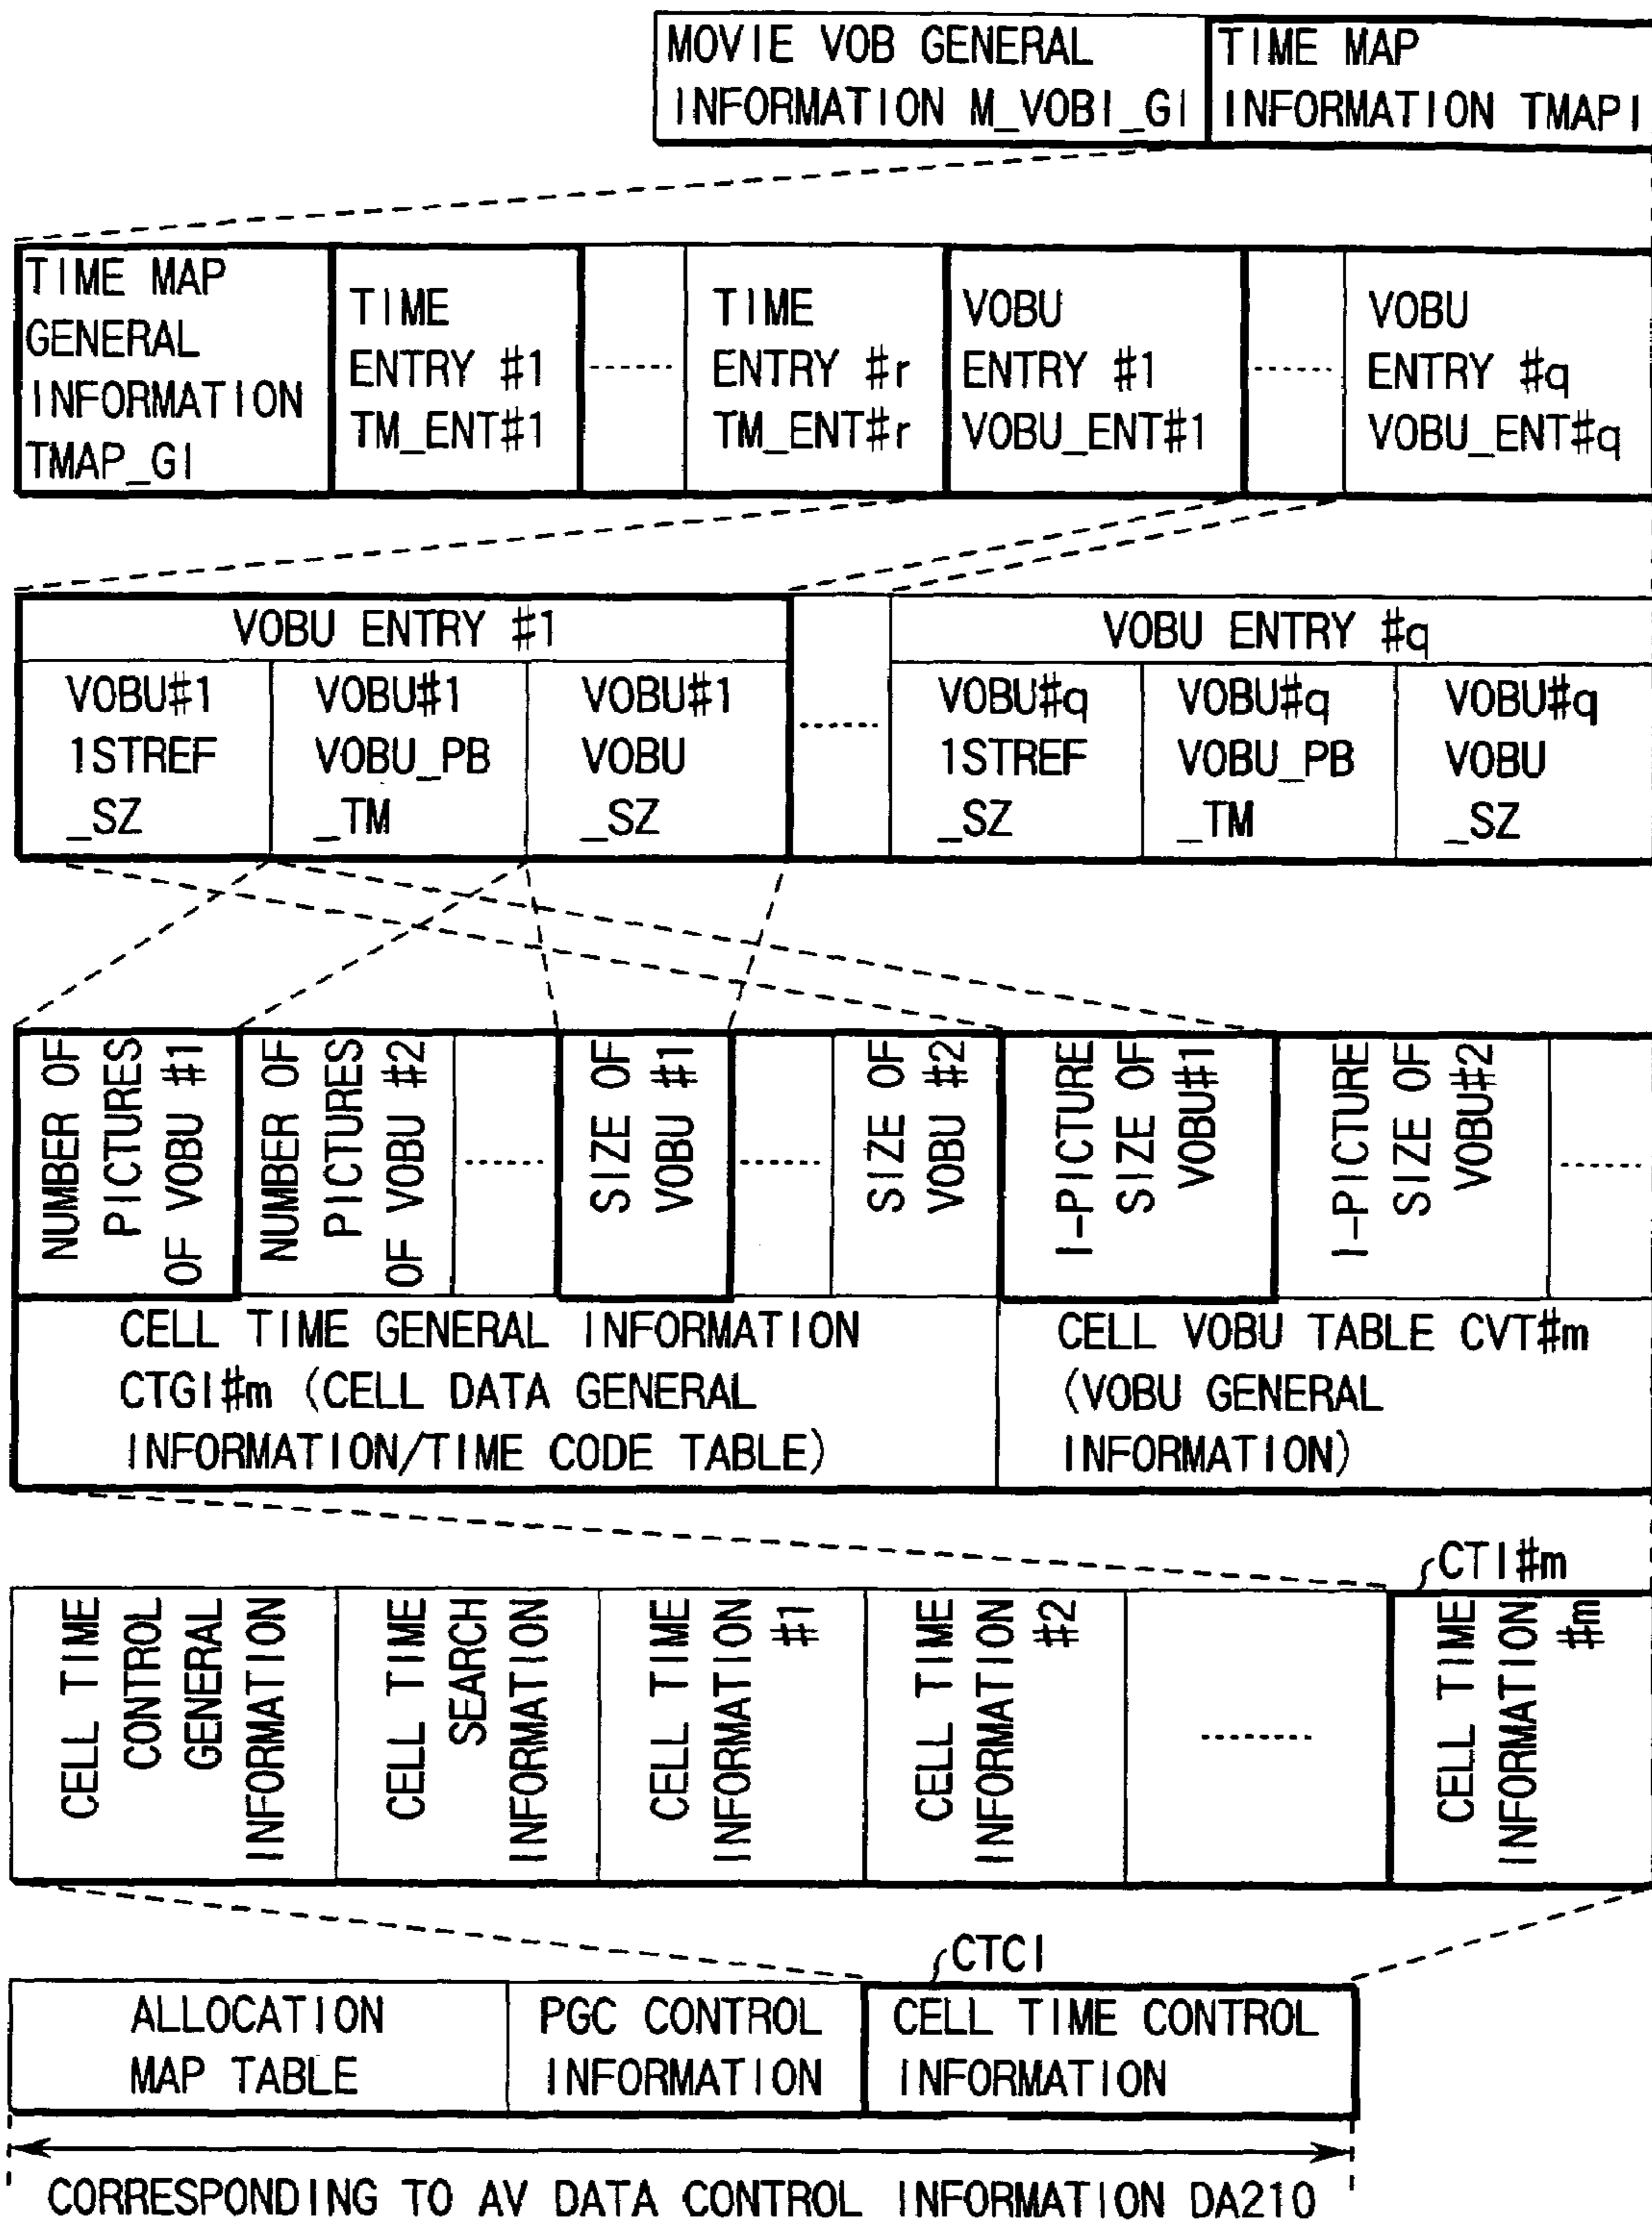 MOVIE VOB GENERAL
INFORMATION M_VOBI_GI
TIME MAP
INFORMATION TMAPI
TIME MAP
GENERAL
INFORMATION
TMAP_GI
TIME
ENTRY #1
TM_ENT#1
........
TIME
ENTRY #r
TM_ENT#r
VOBU
ENTRY #1
VOBU_ENT#1
........
VOBU
ENTRY #q
VOBU_ENT#q
VOBU ENTRY #1
VOBU#1
1STREF
_SZ
VOBU#1
VOBU_PB
_TM
VOBU#1
VOBU
_SZ
........
VOBU ENTRY #q
VOBU#q
1STREF
_SZ
VOBU#q
VOBU_PB
_TM
VOBU#q
VOBU
_SZ
NUMBER OF
PICTURES
OF VOBU #1
NUMBER OF
PICTURES
OF VOBU #2
........
SIZE OF
VOBU #1
........
SIZE OF
VOBU #2
I-PICTURE
SIZE OF
VOBU#1
I-PICTURE
SIZE OF
VOBU#2
........
CELL TIME GENERAL INFORMATION
CTGI#m (CELL DATA GENERAL
INFORMATION/TIME CODE TABLE)
CELL VOBU TABLE CVT#m
(VOBU GENERAL
INFORMATION)
CTI#m
CELL TIME
CONTROL
GENERAL
INFORMATION
CELL TIME
SEARCH
INFORMATION
CELL TIME
INFORMATION
#1
CELL TIME
INFORMATION
#2
...........
CELL TIME
INFORMATION
#m
CTCI
ALLOCATION
MAP TABLE
PGC CONTROL
INFORMATION
CELL TIME CONTROL
INFORMATION
CORRESPONDING TO AV DATA CONTROL INFORMATION DA210